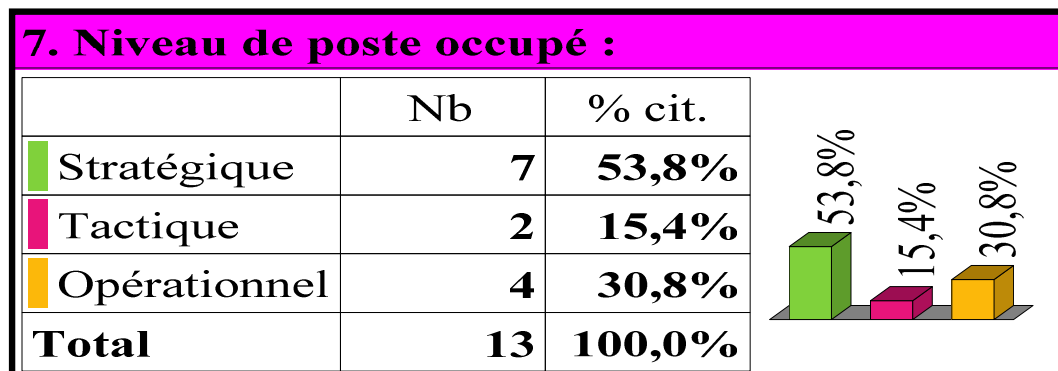 7. Niveau de poste occupé :
Nb % cit.
Stratégique 7 53,8%
Tactique 2 15,4%
Opérationnel 4 30,8%
Total 13 100,0%
53,8%
15,4%
30,8%